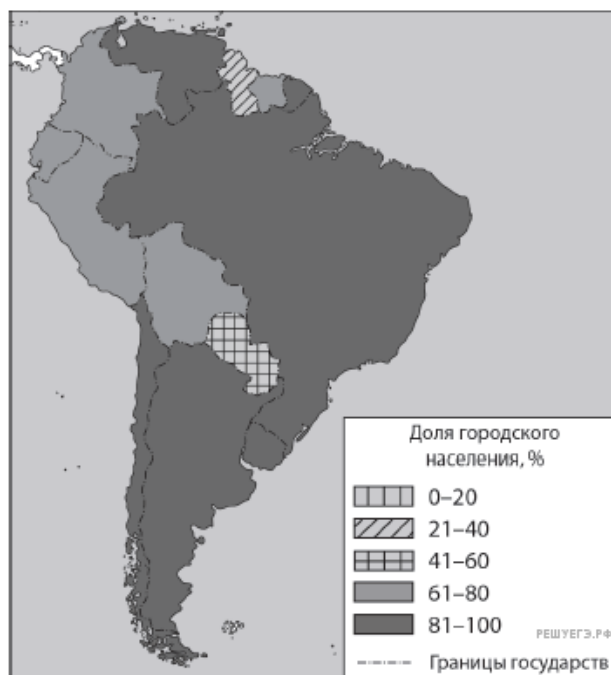 Доля городского
населения, %
0–20
21–40
41–60
61–80
81–100
РЕШУЕГЭ.РФ
Границы государств